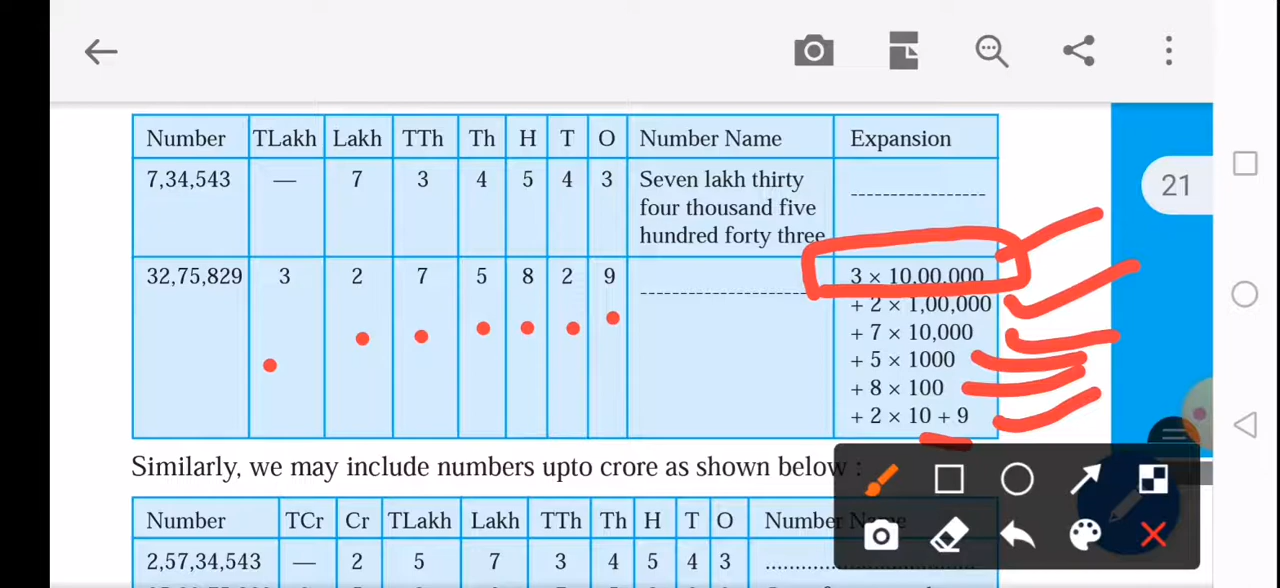 Number TLakh Lakh TTh Th H T O Number Name Expansion
7,34,543 — 7 3 4 5 4 3 Seven lakh thirty --------------------
four thousand five
hundred forty three
32,75,829 3 2 7 5 8 2 9 -------------------- 3 × 10,00,000
+ 2 × 1,00,000
+ 7 × 10,000
+ 5 × 1000
+ 8 × 100
+ 2 × 10 + 9
21
Similarly, we may include numbers upto crore as shown below :
Number TCr Cr TLakh Lakh TTh Th H T O Number Name
2,57,34,543 — 2 5 7 3 4 5 4 3 ......................................